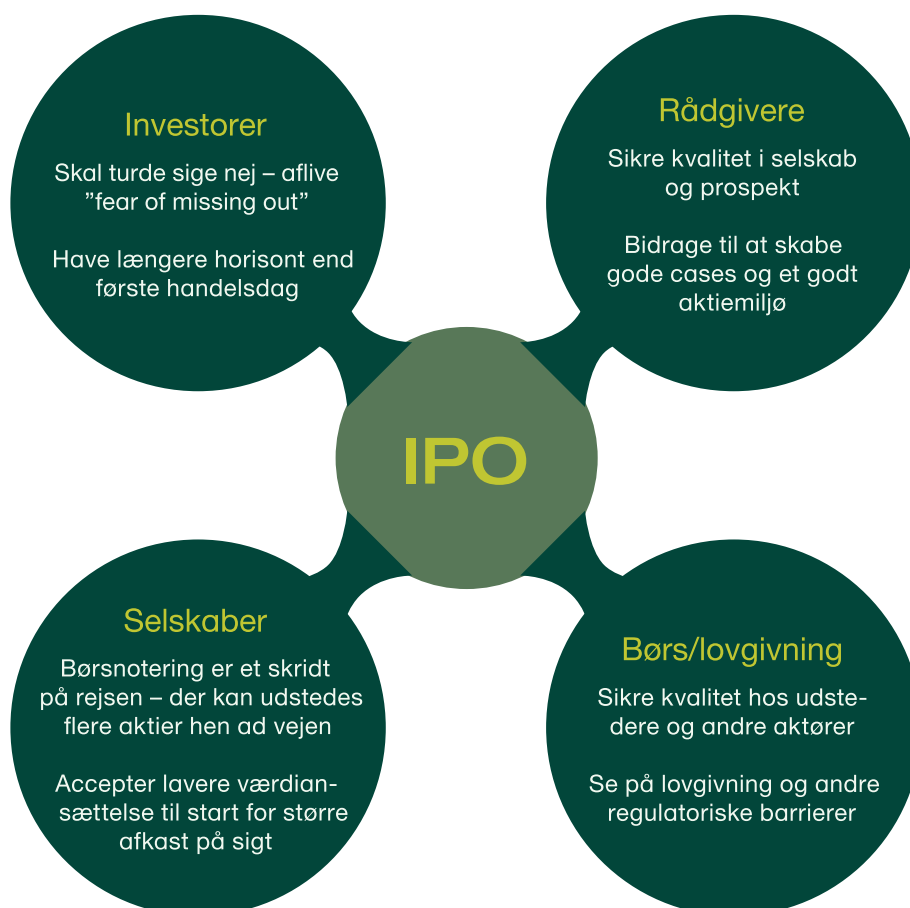 Investorer
Skal turde sige nej – aflive
”fear of missing out”
Have længere horisont end
første handelsdag
Rådgivere
Sikre kvalitet i selskab
og prospekt
Bidrage til at skabe
gode cases og et godt
aktiemiljø
IPO
Selskaber
Børsnotering er et skridt
på rejsen – der kan udstedes
flere aktier hen ad vejen
Accepter lavere værdian-
sættelse til start for større
afkast på sigt
Børs/lovgivning
Sikre kvalitet hos udste-
dere og andre aktører
Se på lovgivning og andre
regulatoriske barrierer